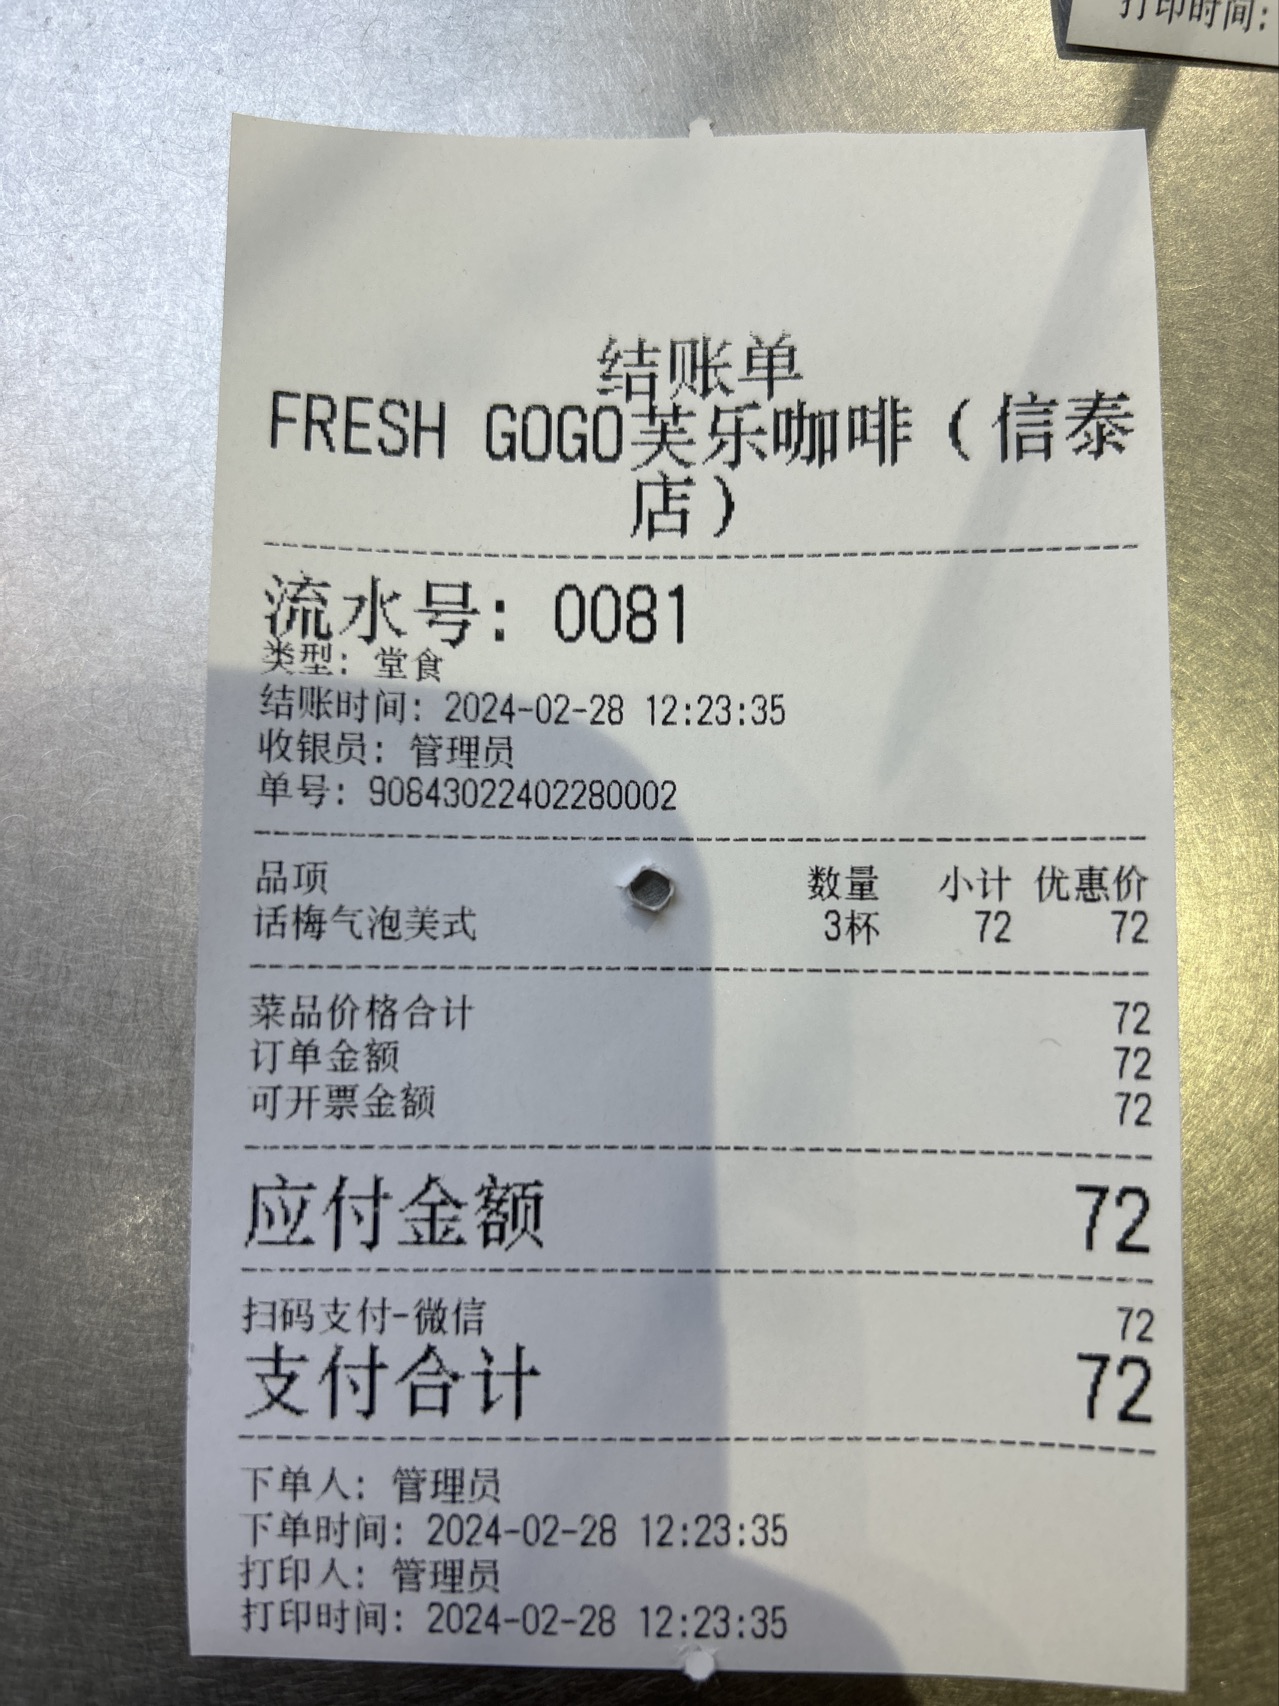 打印时间:
结账单
FRESH GOGO芙乐咖啡（信泰
店）
流水号: 0081
类型: 堂食
结账时间: 2024-02-28 12:23:35
收银员: 管理员
单号: 90843022402280002
品项 数量 小计 优惠价
话梅气泡美式 3杯 72 72
菜品价格合计 72
订单金额 72
可开票金额 72
应付金额 72
扫码支付-微信 72
支付合计 72
下单人: 管理员
下单时间: 2024-02-28 12:23:35
打印人: 管理员
打印时间: 2024-02-28 12:23:35